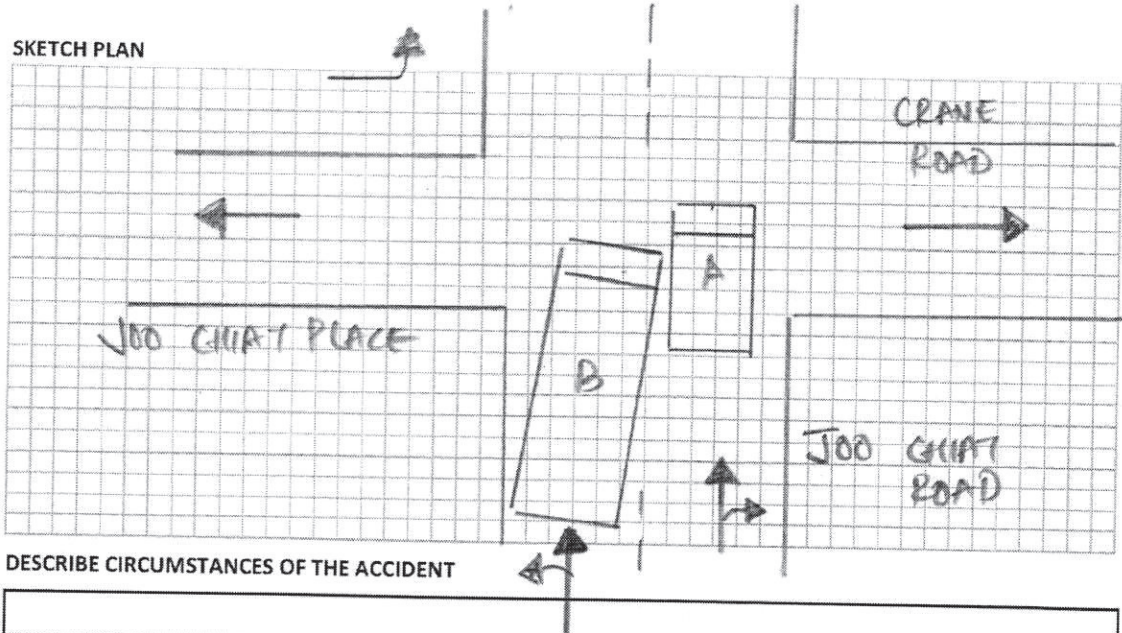 SKETCH PLAN
CRANE
ROAD
A
JOO CHIAT PLACE
B
JOO CHIAT
ROAD
DESCRIBE CIRCUMSTANCES OF THE ACCIDENT